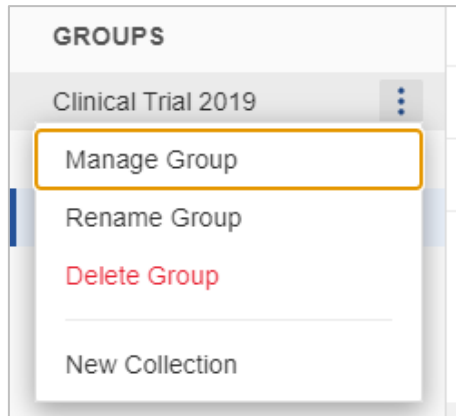 GROUPS
Clinical Trial 2019
Manage Group
Rename Group
Delete Group
New Collection